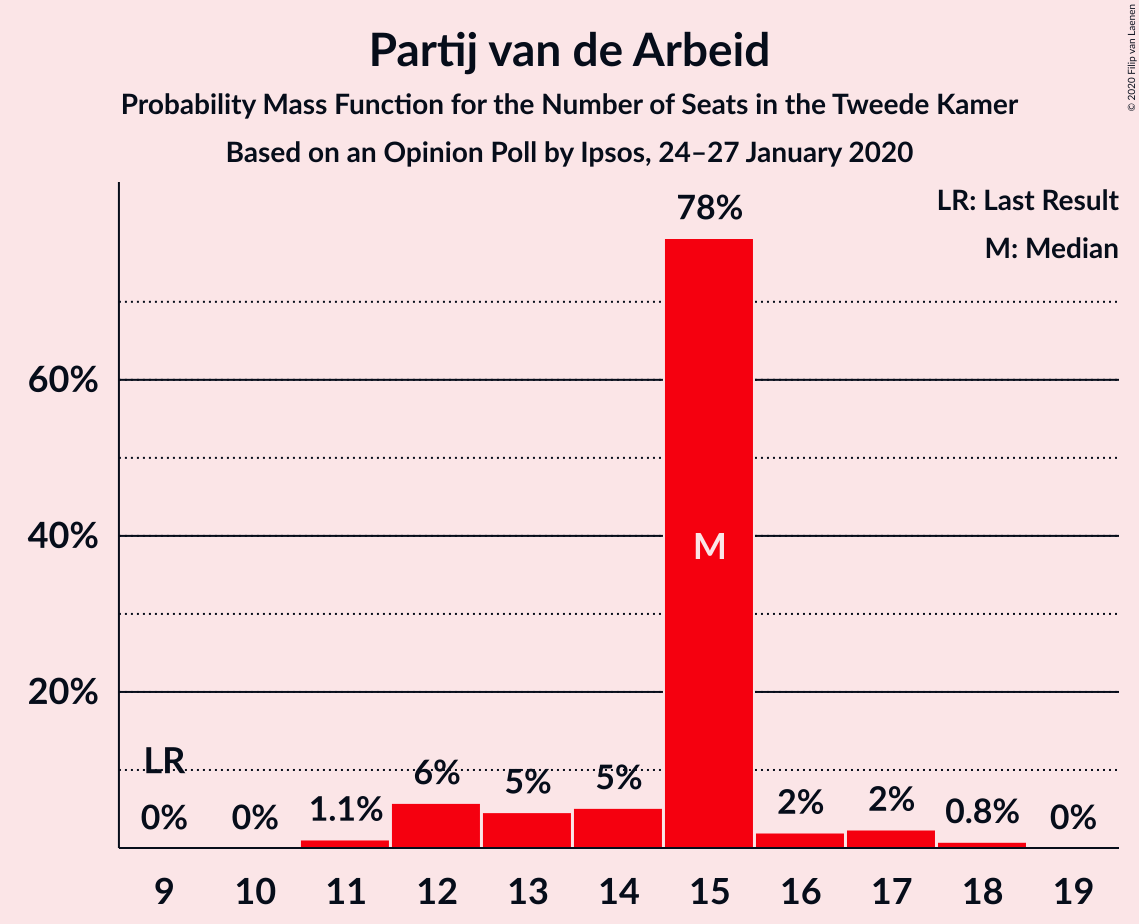 Partij van de Arbeid
Probability Mass Function for the Number of Seats in the Tweede Kamer
Based on an Opinion Poll by Ipsos, 24–27 January 2020
© 2020 Filip van Laenen
LR: Last Result
M: Median
78%
60%
40%
20%
M
LR
0%
0%
1.1%
6%
5%
5%
2%
2%
0.8%
0%
9 10 11 12 13 14 15 16 17 18 19